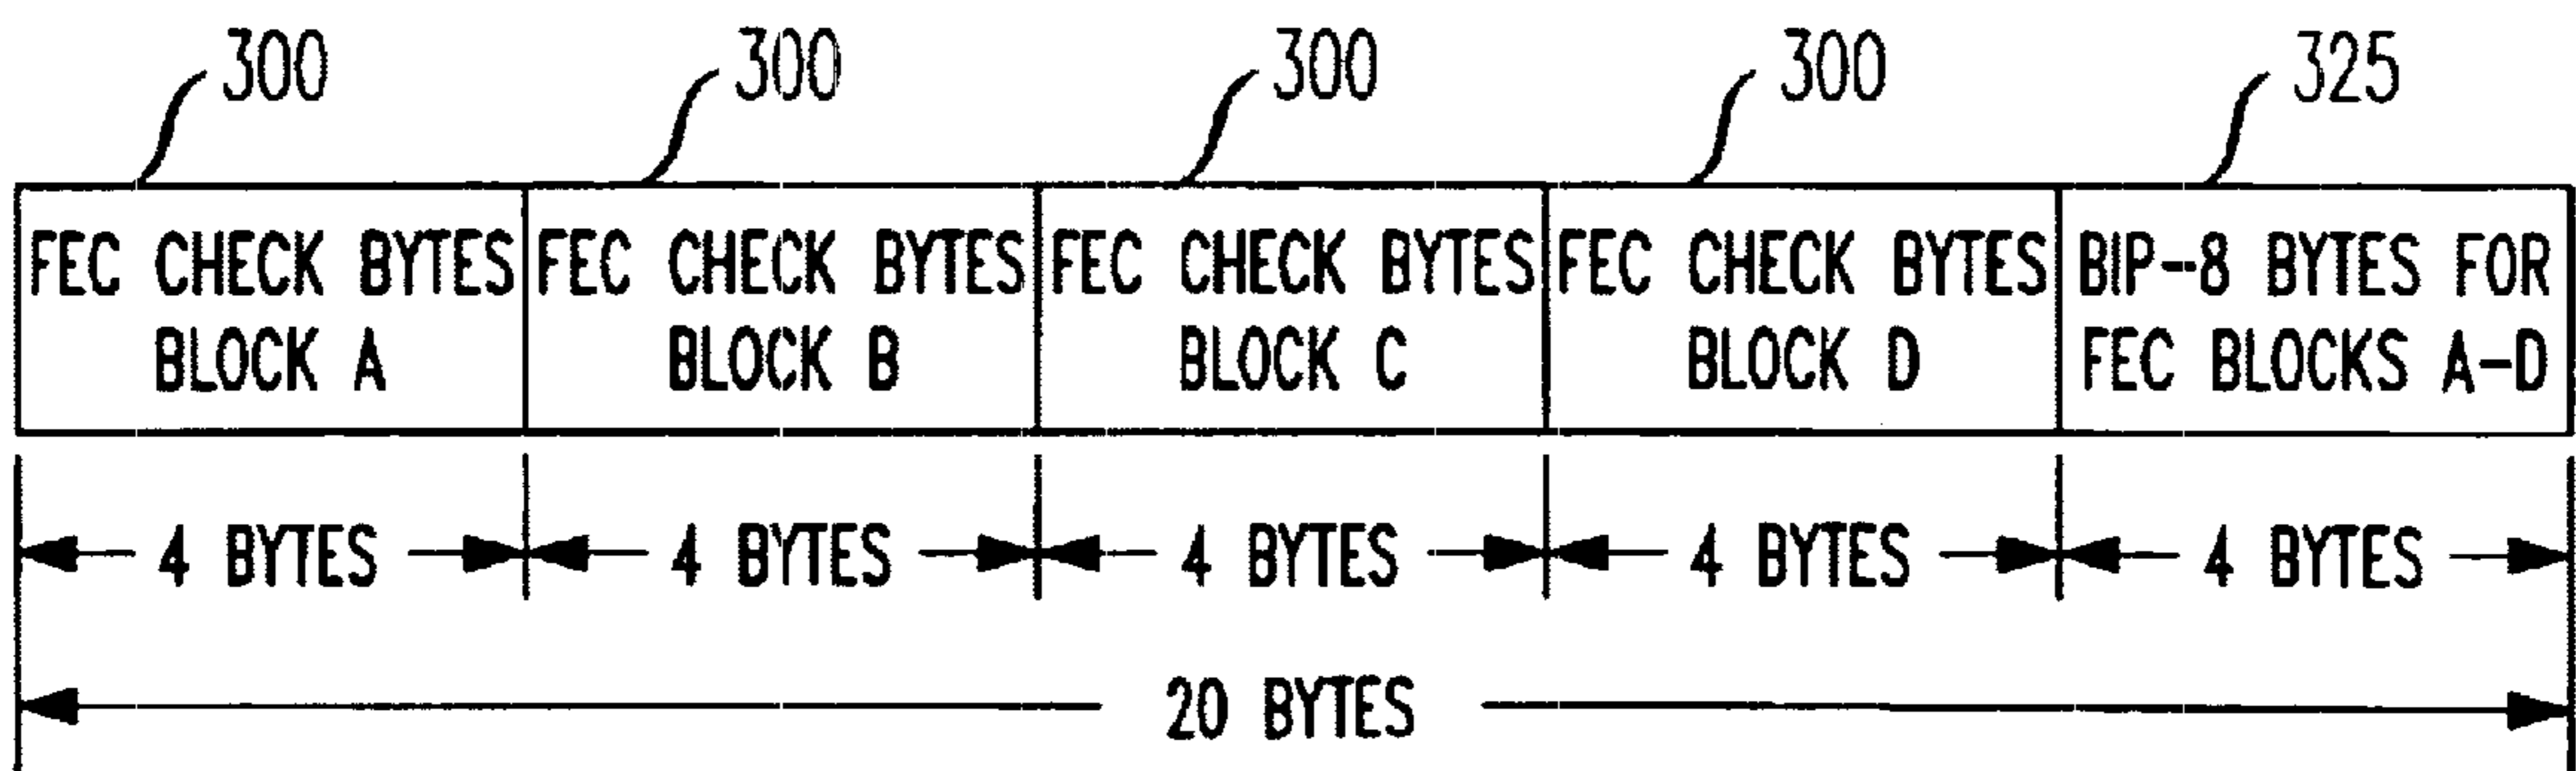 300 300 300 300 325
FEC CHECK BYTES FEC CHECK BYTES FEC CHECK BYTES FEC CHECK BYTES BIP-8 BYTES FOR
BLOCK A BLOCK B BLOCK C BLOCK D FEC BLOCKS A-D
4 BYTES 4 BYTES 4 BYTES 4 BYTES 4 BYTES
20 BYTES